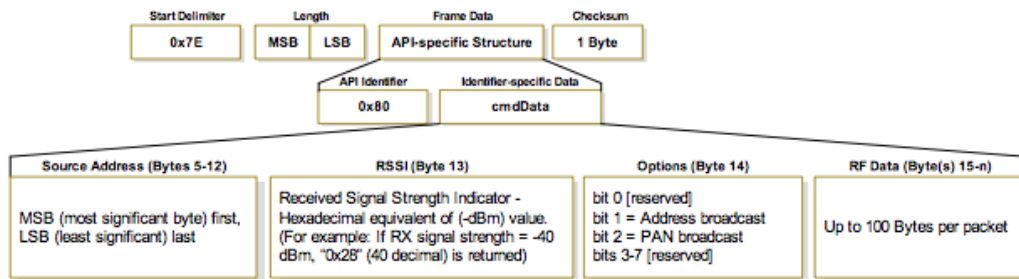 Start Delimiter
Length
Frame Data
Checksum
0x7E
MSB
LSB
API-specific Structure
1 Byte
API Identifier
Identifier-specific Data
0x80
cmdData
Source Address (Bytes 5-12)
MSB (most significant byte) first,
LSB (least significant) last
RSSI (Byte 13)
Received Signal Strength Indicator -
Hexadecimal equivalent of (-dBm) value.
(For example: If RX signal strength = -40
dBm, "0x28" (40 decimal) is returned)
Options (Byte 14)
bit 0 [reserved]
bit 1 = Address broadcast
bit 2 = PAN broadcast
bits 3-7 [reserved]
RF Data (Byte(s) 15-n)
Up to 100 Bytes per packet